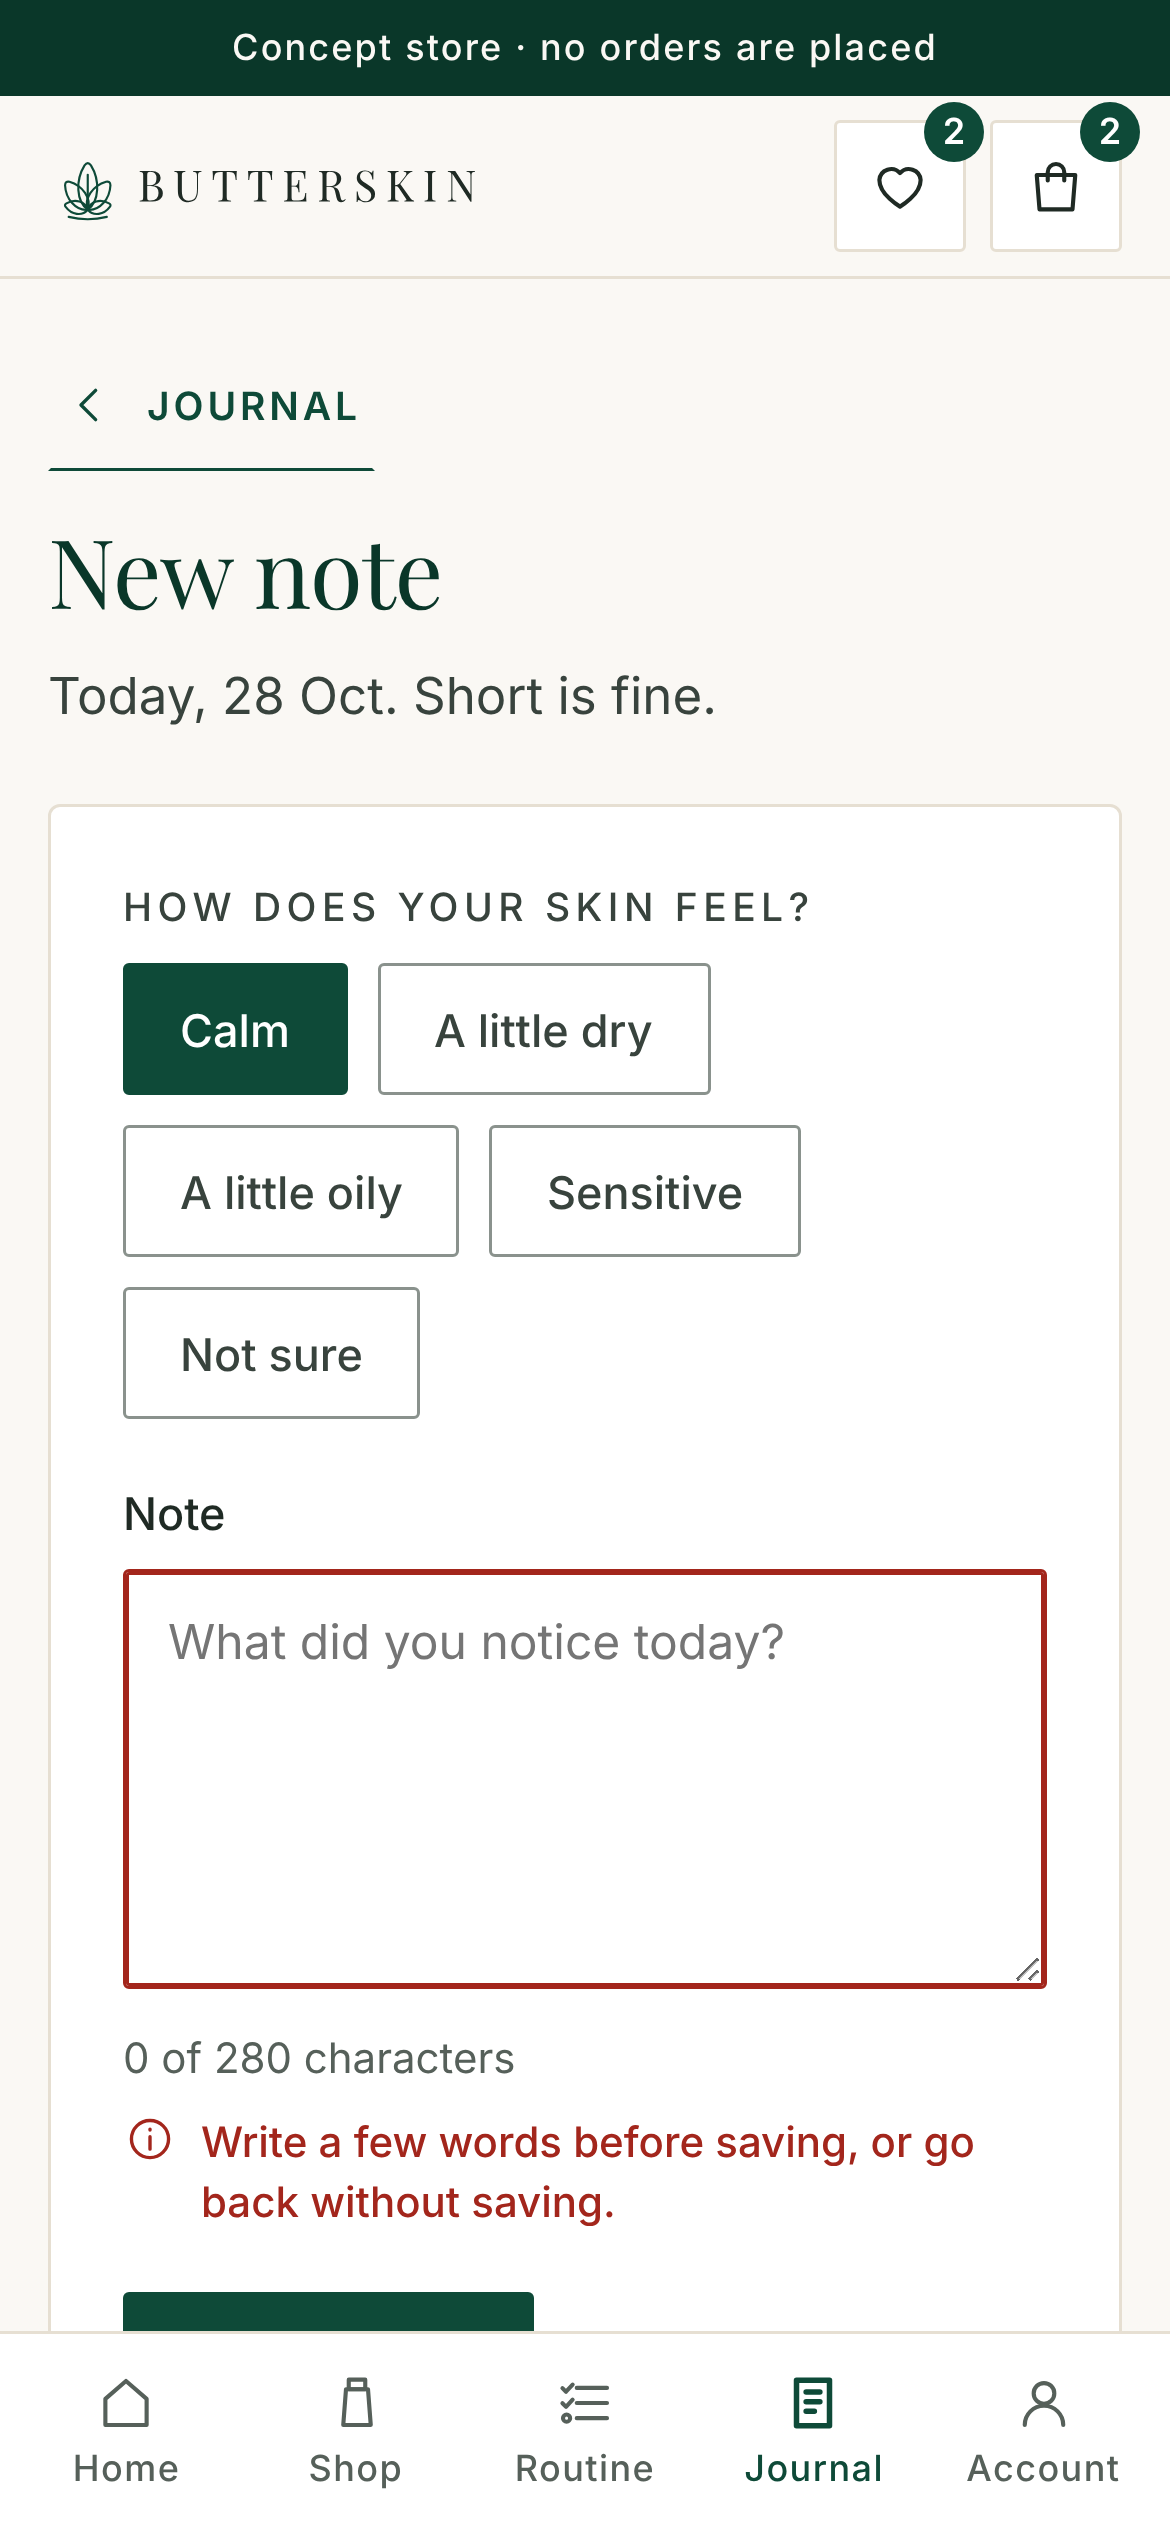 Concept store · no orders are placed
BUTTERSKIN
2
2
JOURNAL
New note
Today, 28 Oct. Short is fine.
HOW DOES YOUR SKIN FEEL?
Calm
A little dry
A little oily
Sensitive
Not sure
Note
What did you notice today?
0 of 280 characters
Write a few words before saving, or go
back without saving.
Home
Shop
Routine
Journal
Account